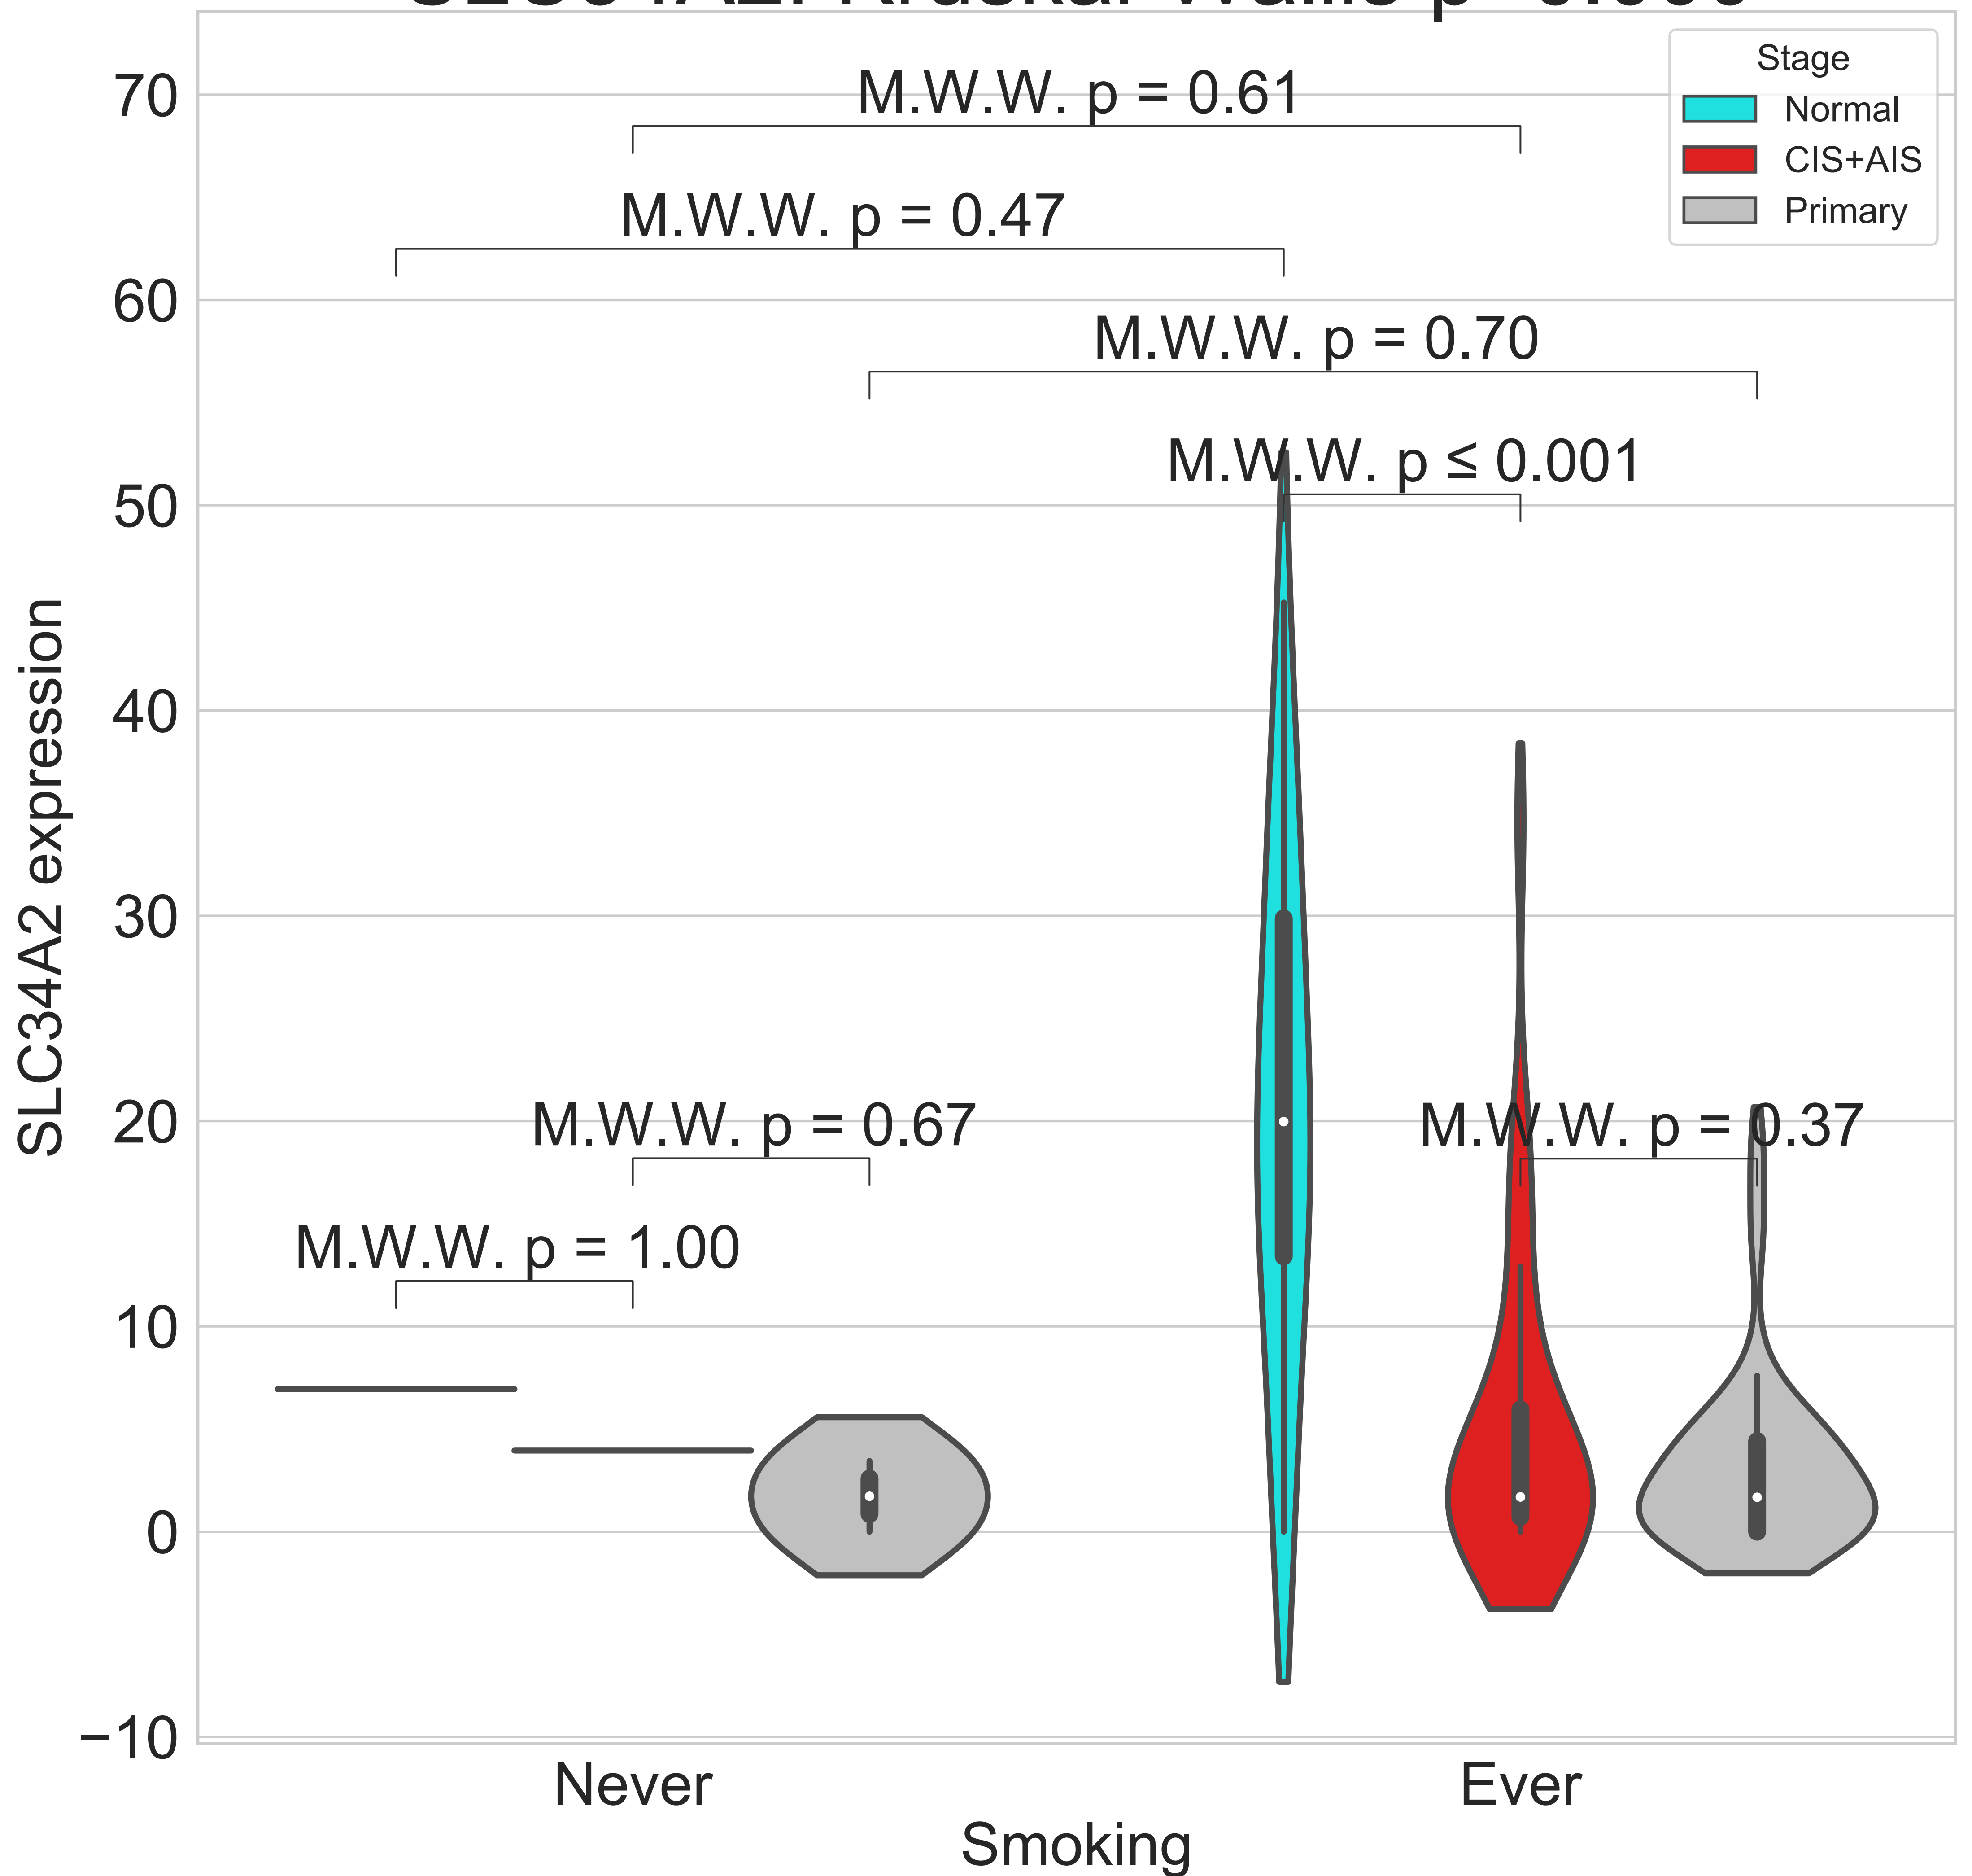 70
60
50
40
30
20
10
0
−10
SLC34A2 expression
M.W.W. p = 0.61
M.W.W. p = 0.47
M.W.W. p = 0.70
M.W.W. p ≤ 0.001
M.W.W. p = 0.67
M.W.W. p = 0.37
M.W.W. p = 1.00
Stage
Normal
CIS+AIS
Primary
Never
Ever
Smoking